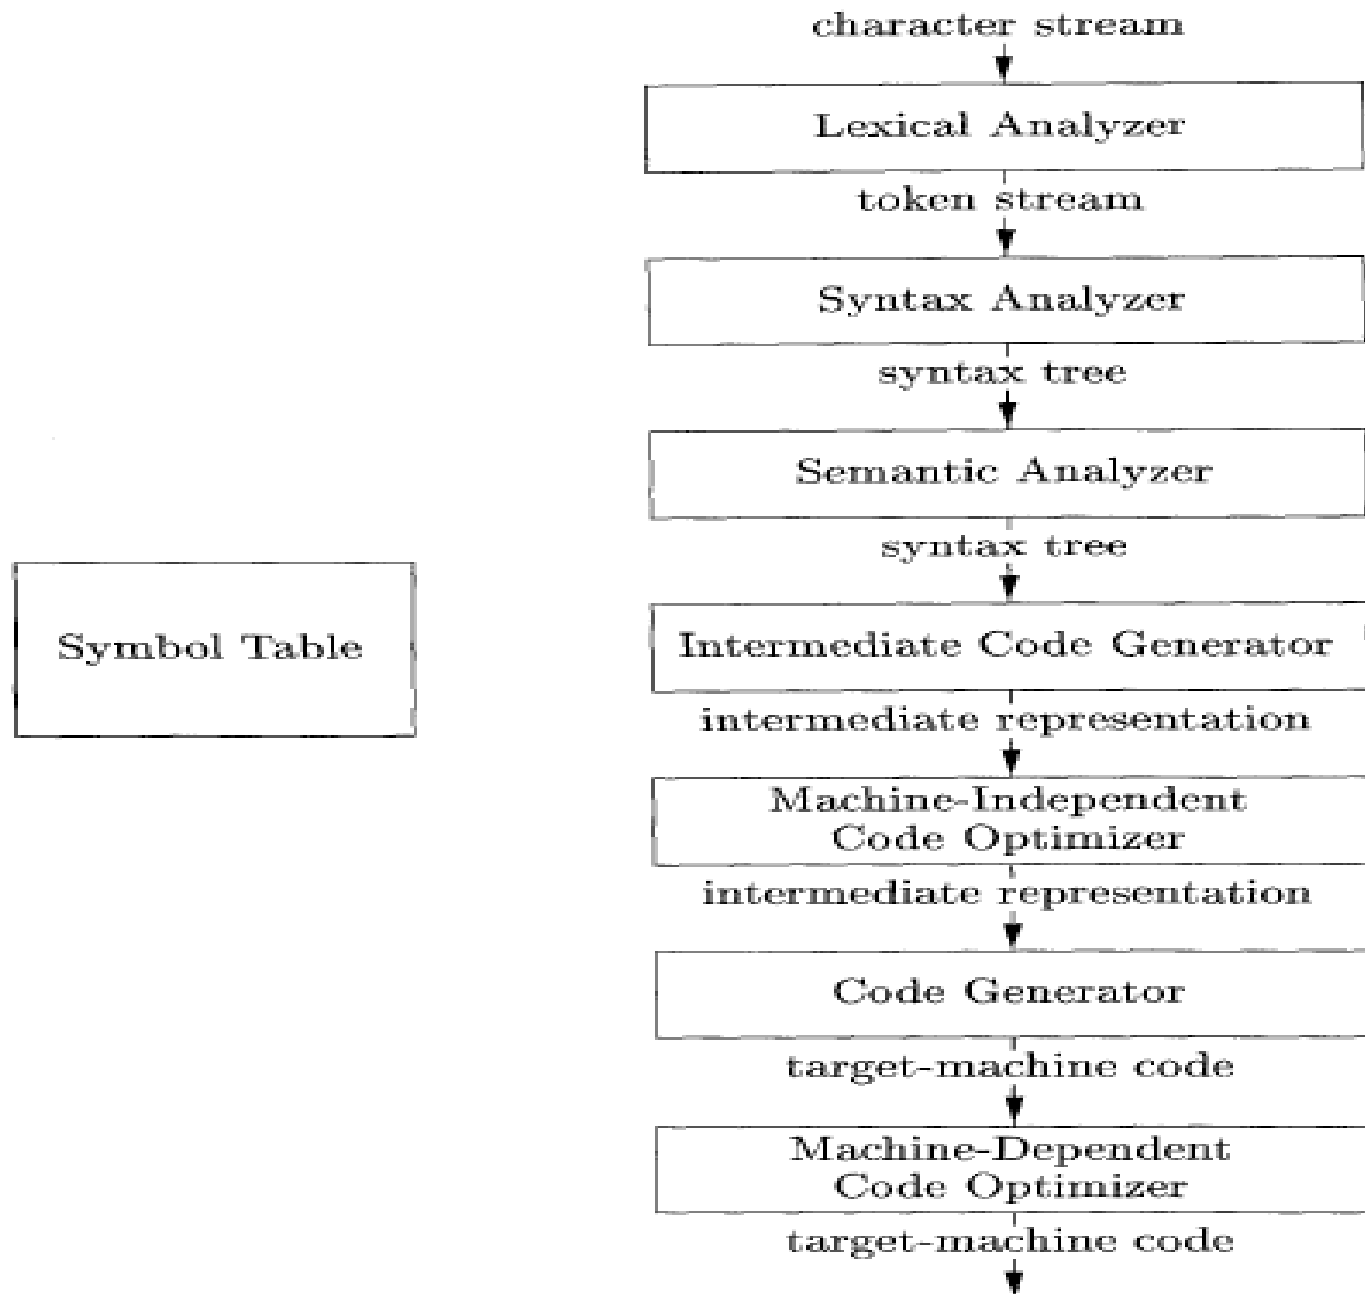 character stream
Lexical Analyzer
token stream
Syntax Analyzer
syntax tree
Semantic Analyzer
syntax tree
Symbol Table
Intermediate Code Generator
intermediate representation
Machine-Independent
Code Optimizer
intermediate representation
Code Generator
target-machine code
Machine-Dependent
Code Optimizer
target-machine code